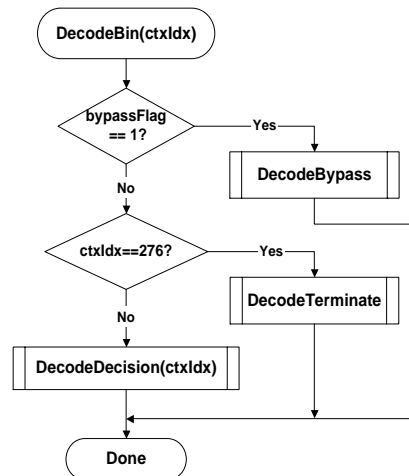 DecodeBin(ctxIdx)
bypassFlag
== 1?
Yes
DecodeBypass
No
ctxIdx==276?
Yes
DecodeTerminate
No
DecodeDecision(ctxIdx)
Done